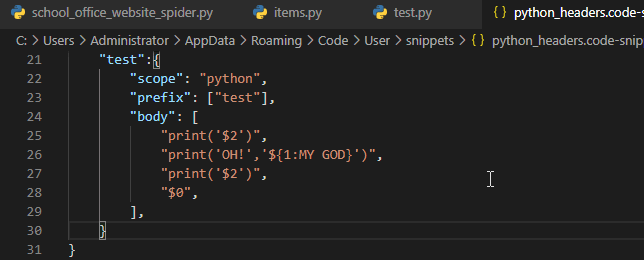 school_office_website_spider.py items.py test.py python_headers.code-s
C: > Users > Administrator > AppData > Roaming > Code > User > snippets > {} python_headers.code-snip
21 "test":{
22 "scope": "python",
23 "prefix": ["test"],
24 "body": [
25 "print('$2')",
26 "print('OH!','${1:MY GOD}')",
27 "print('$2')",
28 "$0",
29 ],
30 }
31 }